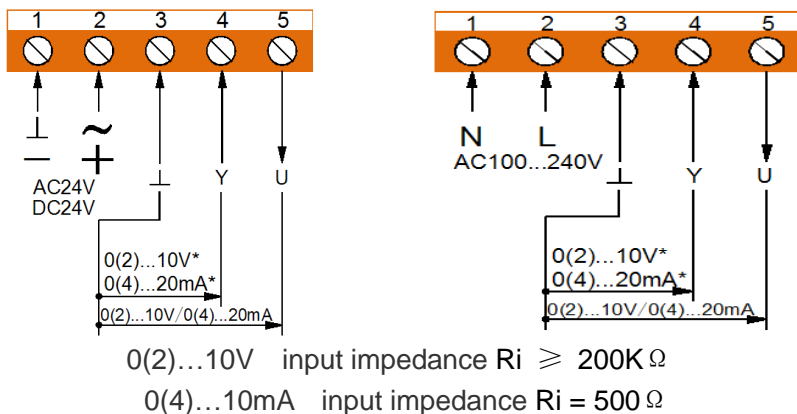 1 2 3 4 5
⊥ ~
− +
AC24V
DC24V
⊥ Y U
0(2)...10V*
0(4)...20mA*
0(2)...10V/0(4)...20mA
1 2 3 4 5
N L
AC100...240V
⊥ Y U
0(2)...10V*
0(4)...20mA*
0(2)...10V/0(4)...20mA
0(2)…10V input impedance Ri ≥ 200KΩ
0(4)…10mA input impedance Ri = 500Ω